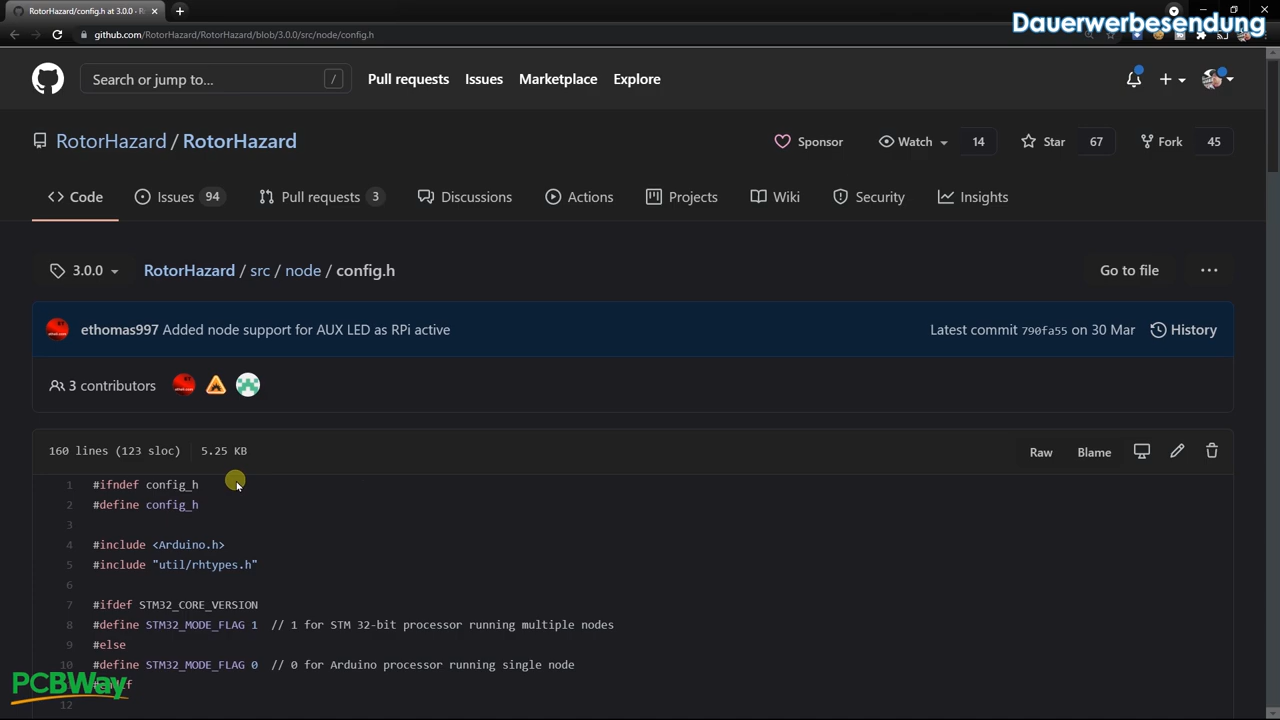 RotorHazard/config.h at 3.0.0 · R
Dauerwerbesendung
github.com/RotorHazard/RotorHazard/blob/3.0.0/src/node/config.h
Search or jump to... /
Pull requests Issues Marketplace Explore
RotorHazard / RotorHazard
Sponsor Watch 14 Star 67 Fork 45
Code Issues 94 Pull requests 3 Discussions Actions Projects Wiki Security Insights
3.0.0 RotorHazard / src / node / config.h Go to file ...
ethomas997 Added node support for AUX LED as RPi active Latest commit 790fa55 on 30 Mar History
3 contributors
160 lines (123 sloc) 5.25 KB Raw Blame
1 #ifndef config_h
2 #define config_h
3
4 #include <Arduino.h>
5 #include "util/rhtypes.h"
6
7 #ifdef STM32_CORE_VERSION
8 #define STM32_MODE_FLAG 1 // 1 for STM 32-bit processor running multiple nodes
9 #else
10 #define STM32_MODE_FLAG 0 // 0 for Arduino processor running single node
PCBWay
12